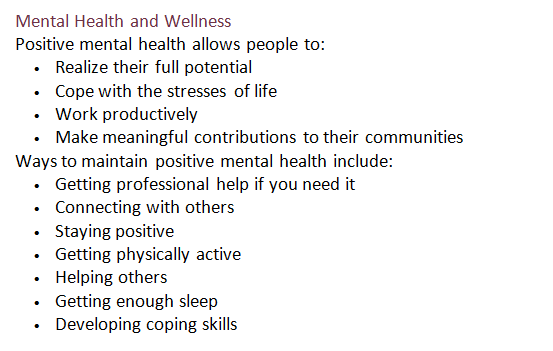 Mental Health and Wellness
Positive mental health allows people to:
• Realize their full potential
• Cope with the stresses of life
• Work productively
• Make meaningful contributions to their communities
Ways to maintain positive mental health include:
• Getting professional help if you need it
• Connecting with others
• Staying positive
• Getting physically active
• Helping others
• Getting enough sleep
• Developing coping skills